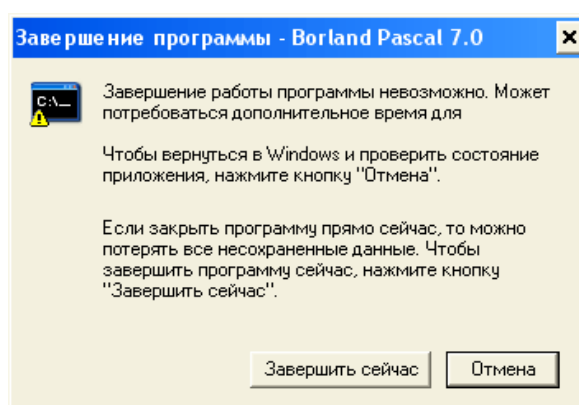 Завершение программы - Borland Pascal 7.0
C:\_
Завершение работы программы невозможно. Может
потребоваться дополнительное время для
Чтобы вернуться в Windows и проверить состояние
приложения, нажмите кнопку "Отмена".
Если закрыть программу прямо сейчас, то можно
потерять все несохраненные данные. Чтобы
завершить программу сейчас, нажмите кнопку
"Завершить сейчас".
Завершить сейчас
Отмена